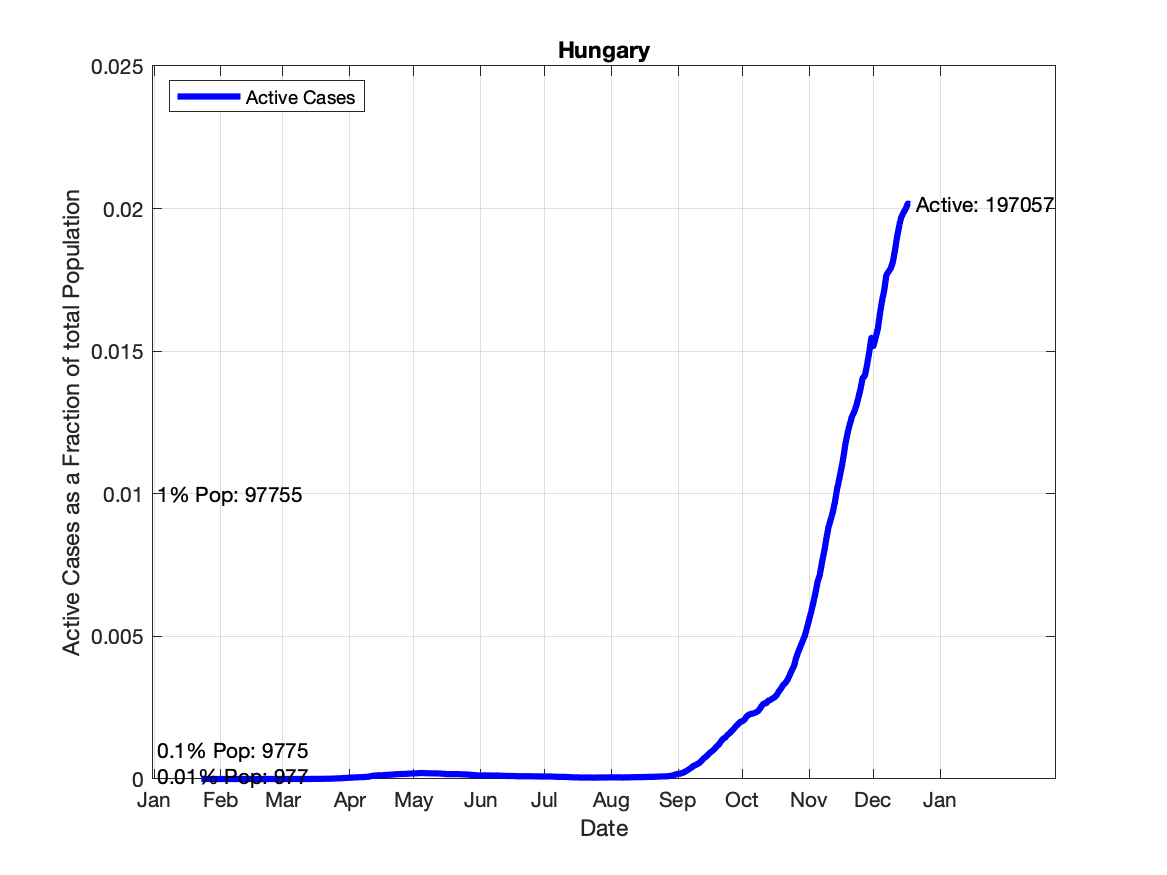 Hungary
0.025
Active Cases
0.02
Active: 197057
0.015
0.01
1% Pop: 97755
0.005
0.1% Pop: 9775
0
0.01% Pop: 977
Jan Feb Mar Apr May Jun Jul Aug Sep Oct Nov Dec Jan
Date
Active Cases as a Fraction of total Population